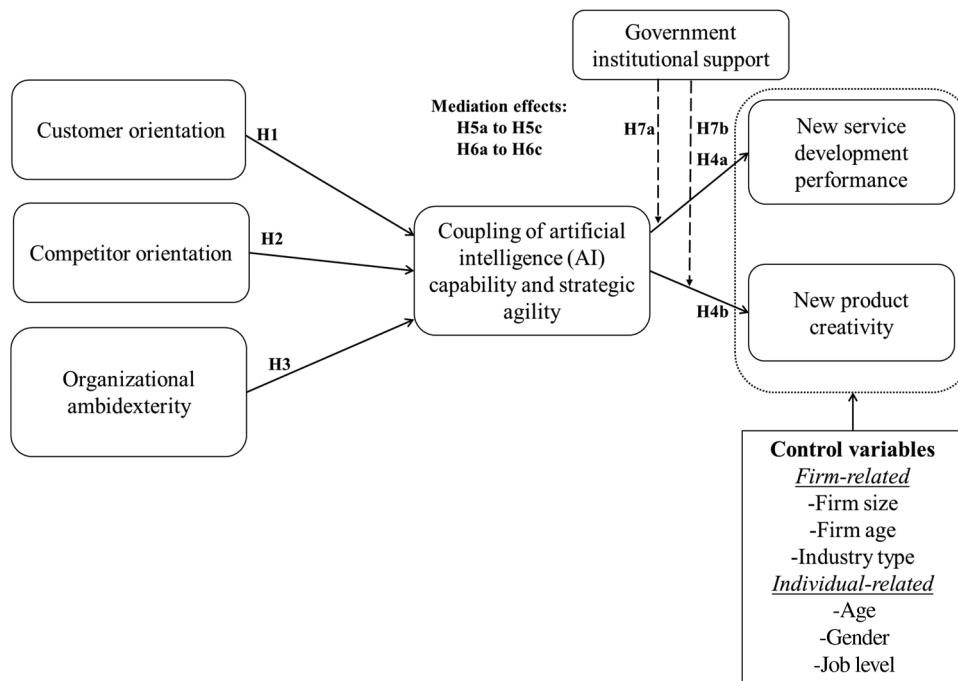 Government
institutional support
Customer orientation
H1
Mediation effects:
H5a to H5c
H6a to H6c
H7a
H7b
H4a
New service
development
performance
Competitor orientation
H2
Coupling of artificial
intelligence (AI)
capability and strategic
agility
New product
creativity
H4b
Organizational
ambidexterity
H3
Control variables
Firm-related
-Firm size
-Firm age
-Industry type
Individual-related
-Age
-Gender
-Job level